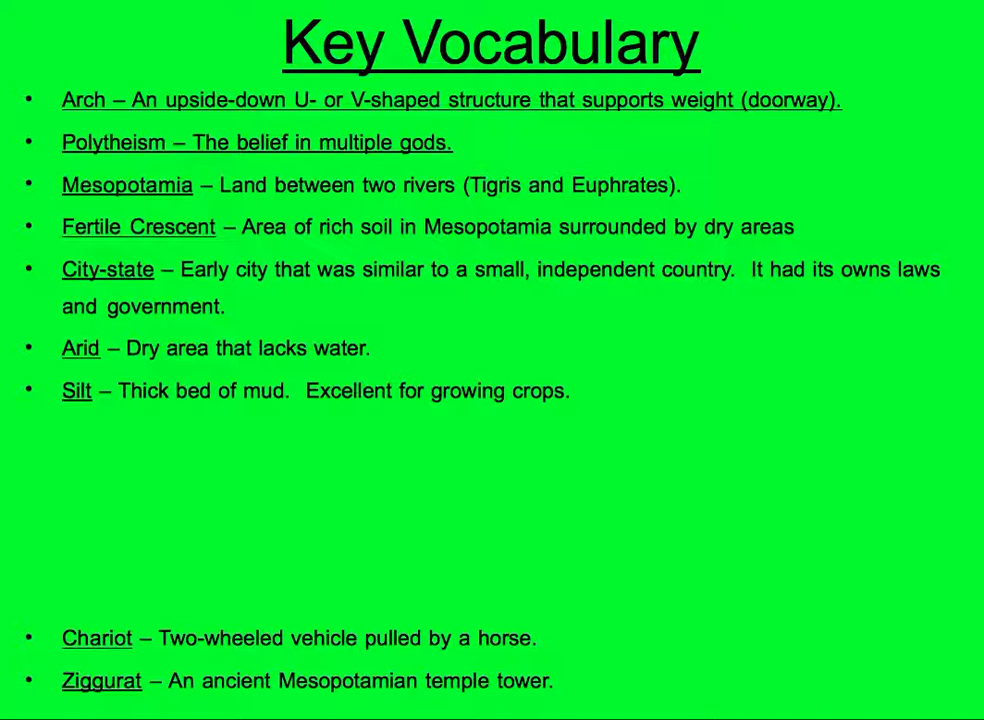 Key Vocabulary
• Arch – An upside-down U- or V-shaped structure that supports weight (doorway).
• Polytheism – The belief in multiple gods.
• Mesopotamia – Land between two rivers (Tigris and Euphrates).
• Fertile Crescent – Area of rich soil in Mesopotamia surrounded by dry areas
• City-state – Early city that was similar to a small, independent country.  It had its owns laws
and government.
• Arid – Dry area that lacks water.
• Silt – Thick bed of mud.  Excellent for growing crops.
• Chariot – Two-wheeled vehicle pulled by a horse.
• Ziggurat – An ancient Mesopotamian temple tower.